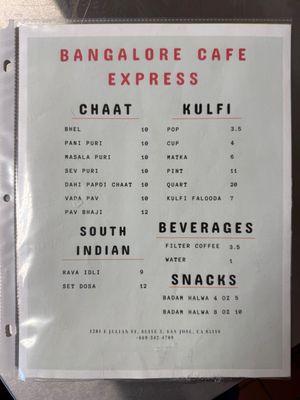 BANGALORE CAFE
EXPRESS
CHAAT
BHEL 10
PANI PURI 10
MASALA PURI 10
SEV PURI 10
DAHI PAPDI CHAAT 10
VADA PAV 10
PAV BHAJI 12
SOUTH
INDIAN
RAVA IDLI 9
SET DOSA 12
KULFI
POP 3.5
CUP 4
MATKA 6
PINT 11
QUART 20
KULFI FALOODA 7
BEVERAGES
FILTER COFFEE 3.5
WATER 1
SNACKS
BADAM HALWA 4 OZ 5
BADAM HALWA 8 OZ 10